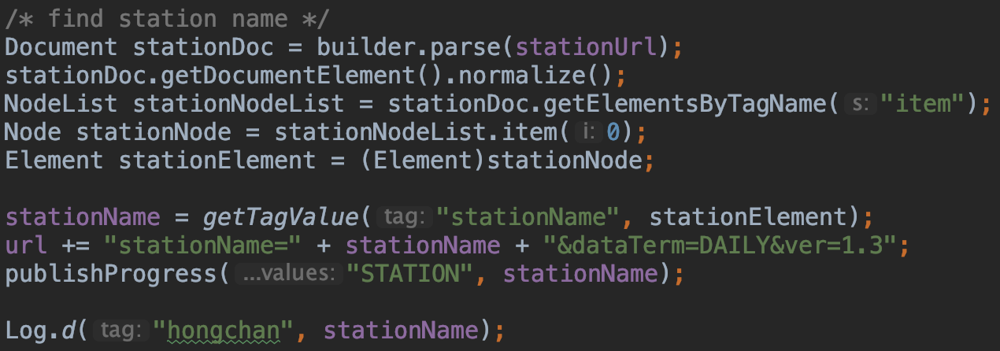 /* find station name */
Document stationDoc = builder.parse(stationUrl);
stationDoc.getDocumentElement().normalize();
NodeList stationNodeList = stationDoc.getElementsByTagName( s: "item");
Node stationNode = stationNodeList.item( i: 0);
Element stationElement = (Element)stationNode;

stationName = getTagValue( tag: "stationName", stationElement);
url += "stationName=" + stationName + "&dataTerm=DAILY&ver=1.3";
publishProgress( ...values: "STATION", stationName);

Log.d( tag: "hongchan", stationName);